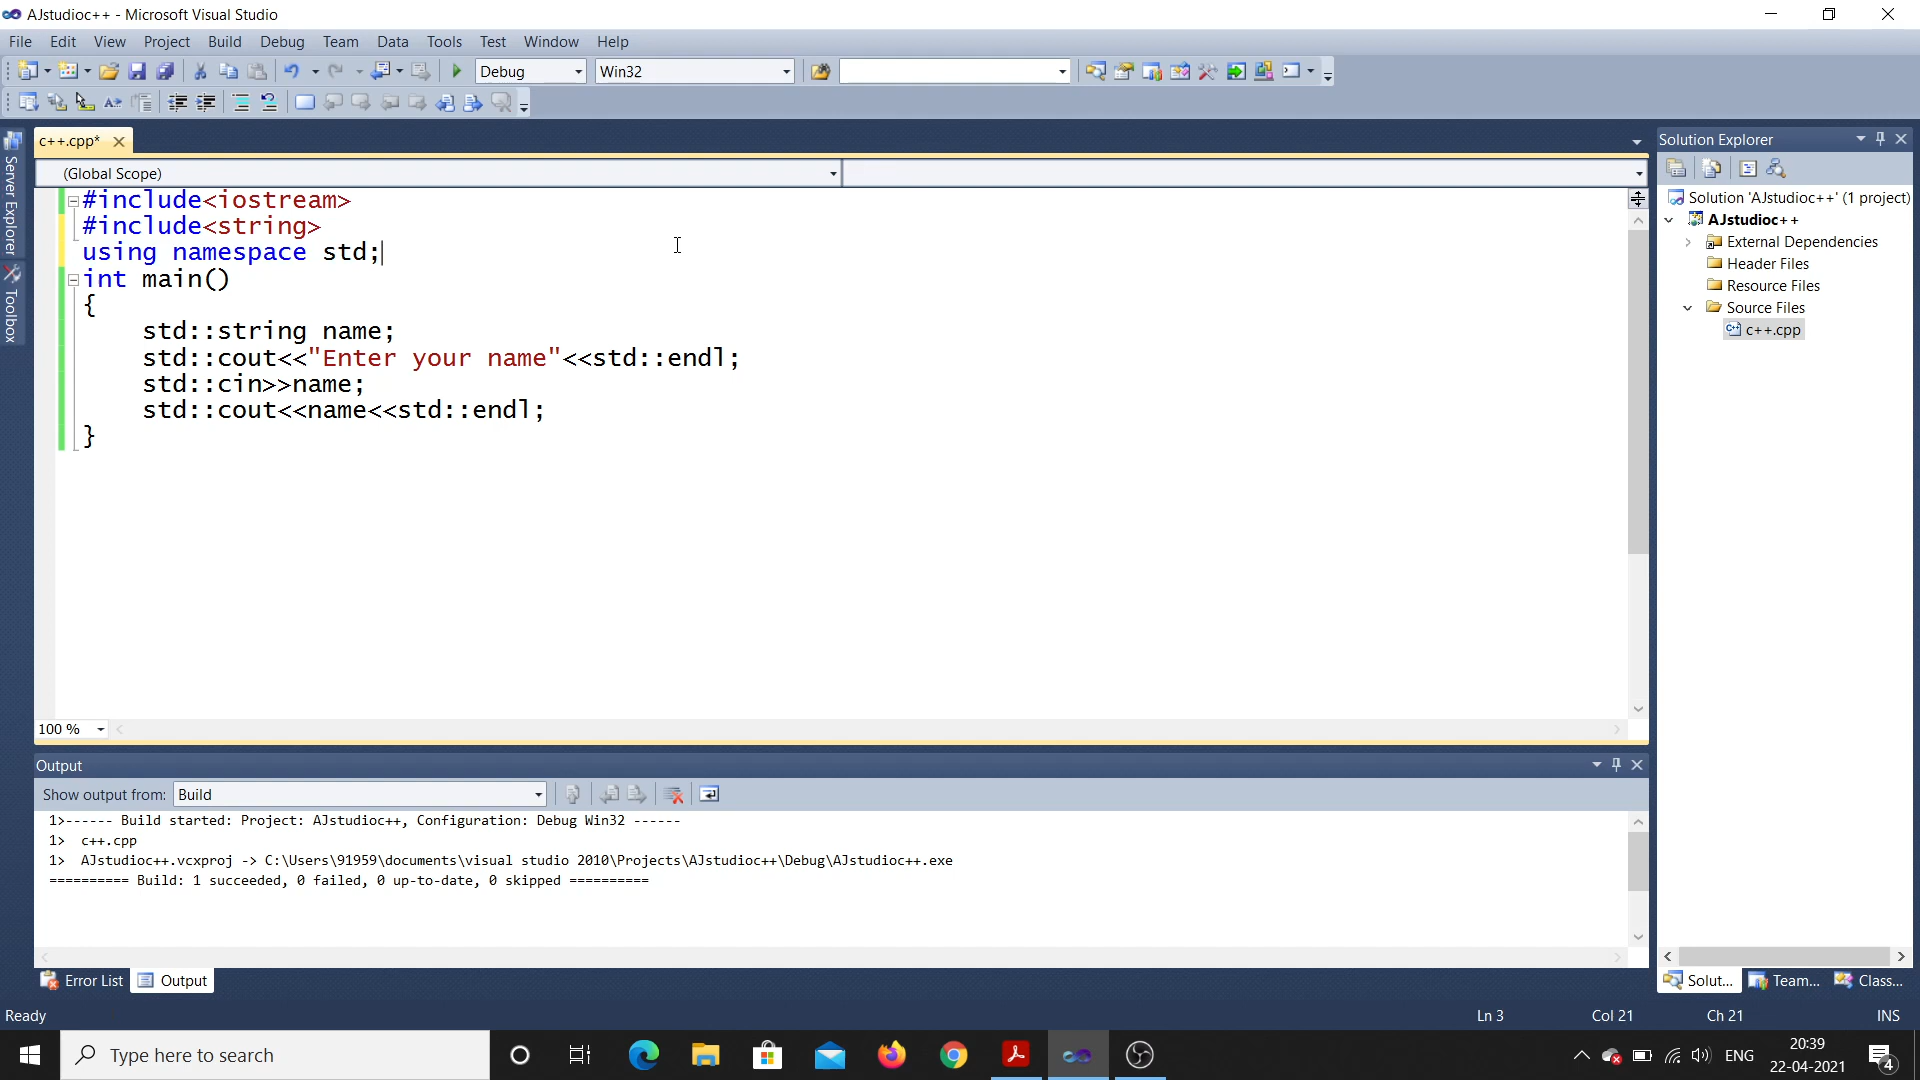 AJstudioc++ - Microsoft Visual Studio
File Edit View Project Build Debug Team Data Tools Test Window Help
Debug Win32
c++.cpp*
(Global Scope)
Server Explorer
Toolbox
#include<iostream>
#include<string>
using namespace std;
int main()
{
std::string name;
std::cout<<"Enter your name"<<std::endl;
std::cin>>name;
std::cout<<name<<std::endl;
}
100 %
Solution Explorer
Solution 'AJstudioc++' (1 project)
AJstudioc++
External Dependencies
Header Files
Resource Files
Source Files
c++.cpp
Output
Show output from: Build
1>------ Build started: Project: AJstudioc++, Configuration: Debug Win32 ------
1>  c++.cpp
1>  AJstudioc++.vcxproj -> C:\Users\91959\documents\visual studio 2010\Projects\AJstudioc++\Debug\AJstudioc++.exe
========== Build: 1 succeeded, 0 failed, 0 up-to-date, 0 skipped ==========
Error List Output
Solut... Team... Class...
Ready Ln 3 Col 21 Ch 21 INS
Type here to search
ENG
20:39
22-04-2021
4